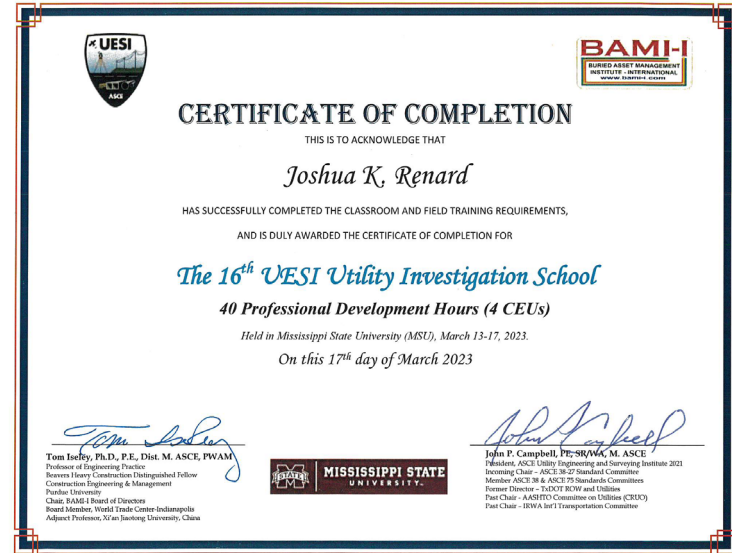 UESI
ASCE
BAMI-I
BURIED ASSET MANAGEMENT
INSTITUTE - INTERNATIONAL
www.bami-i.com
CERTIFICATE OF COMPLETION
THIS IS TO ACKNOWLEDGE THAT
Joshua K. Renard
HAS SUCCESSFULLY COMPLETED THE CLASSROOM AND FIELD TRAINING REQUIREMENTS,
AND IS DULY AWARDED THE CERTIFICATE OF COMPLETION FOR
The 16th UESI Utility Investigation School
40 Professional Development Hours (4 CEUs)
Held in Mississippi State University (MSU), March 13-17, 2023.
On this 17th day of March 2023
Tom Iseley
Tom Iseley, Ph.D., P.E., Dist. M. ASCE, PWAM
Professor of Engineering Practice
Beavers Heavy Construction Distinguished Fellow
Construction Engineering & Management
Purdue University
Chair, BAMI-I Board of Directors
Board Member, World Trade Center-Indianapolis
Adjunct Professor, Xi'an Jiaotong University, China
STATE
MISSISSIPPI STATE
UNIVERSITY™
John Campbell
John P. Campbell, PE, SR/WA, M. ASCE
President, ASCE Utility Engineering and Surveying Institute 2021
Incoming Chair – ASCE 38-27 Standard Committee
Member ASCE 38 & ASCE 75 Standards Committees
Former Director – TxDOT ROW and Utilities
Past Chair - AASHTO Committee on Utilities (CRUO)
Past Chair – IRWA Int'l Transportation Committee